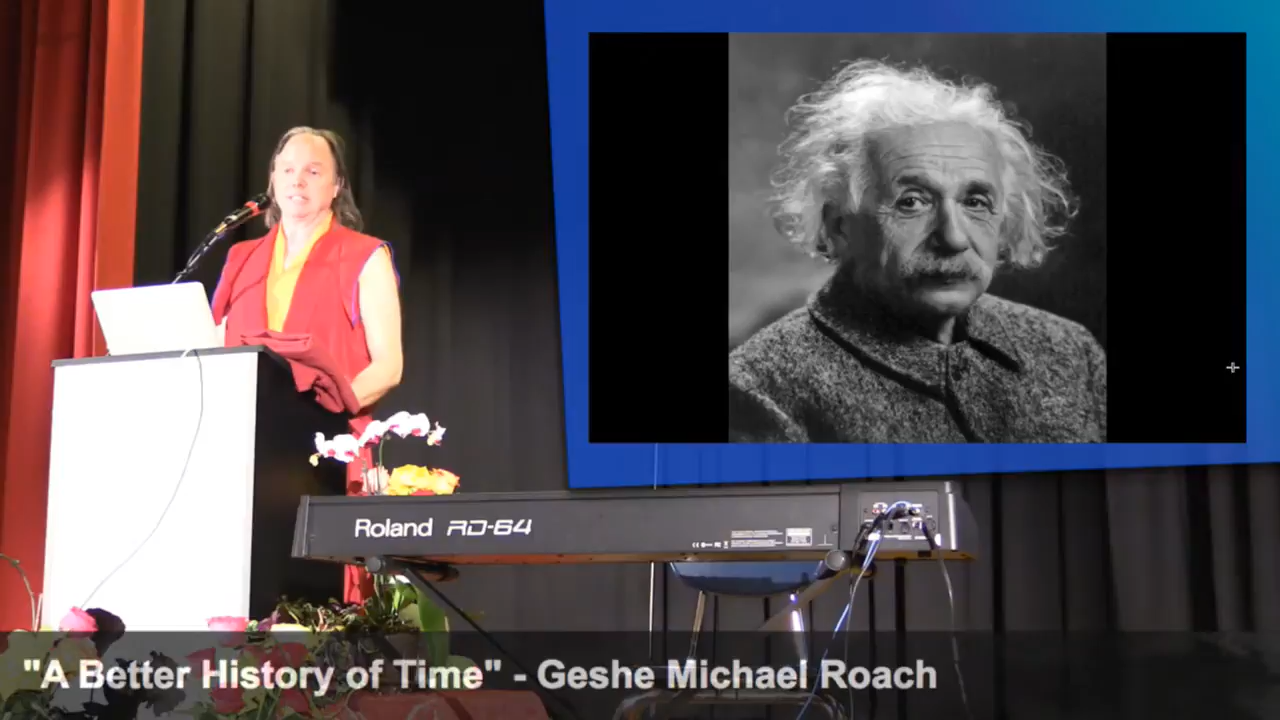 Roland RD-64
"A Better History of Time" - Geshe Michael Roach